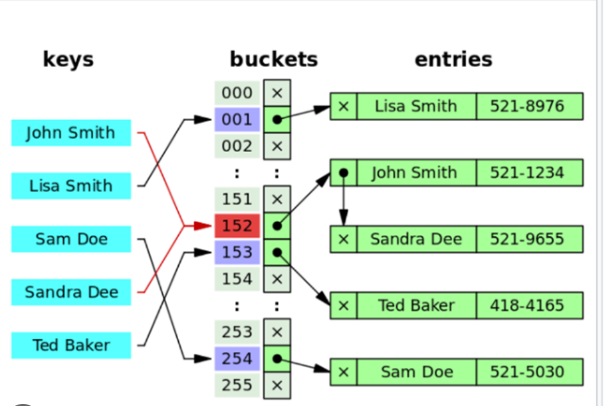 keys buckets entries
000 ×
001 × Lisa Smith 521-8976
002 ×
: :
151 ×
152 John Smith 521-1234
153 × Sandra Dee 521-9655
154 ×
: :
× Ted Baker 418-4165
253 ×
254 × Sam Doe 521-5030
255 ×
John Smith
Lisa Smith
Sam Doe
Sandra Dee
Ted Baker